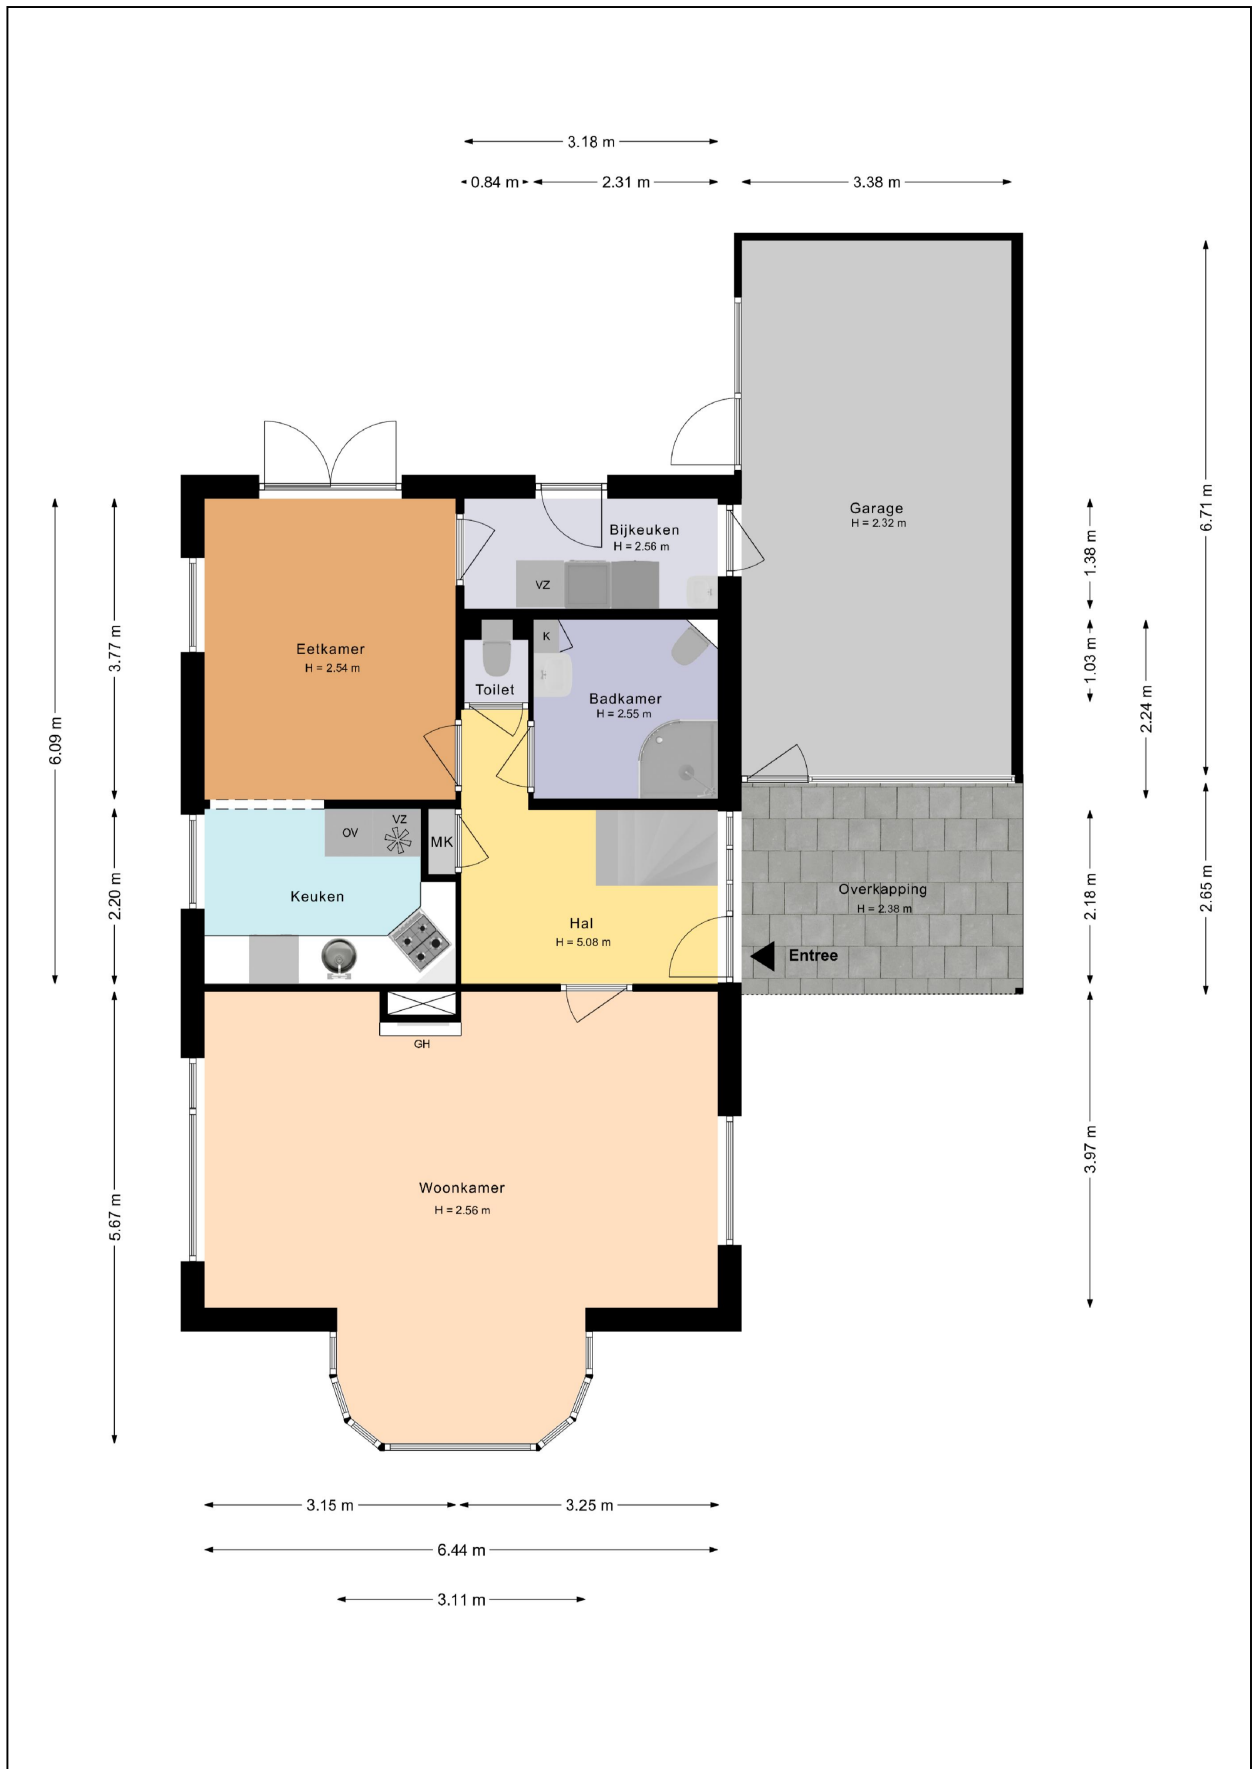 3.18 m
0.84 m
2.31 m
3.38 m
Garage
H = 2.32 m
6.71 m
Bijkeuken
H = 2.56 m
VZ
1.38 m
Eetkamer
H = 2.54 m
3.77 m
6.09 m
Toilet
K
Badkamer
H = 2.55 m
1.03 m
2.24 m
OV
VZ
MK
Keuken
2.20 m
Hal
H = 5.08 m
Overkapping
H = 2.38 m
Entree
2.18 m
2.65 m
GH
Woonkamer
H = 2.56 m
5.67 m
3.97 m
3.15 m
3.25 m
6.44 m
3.11 m